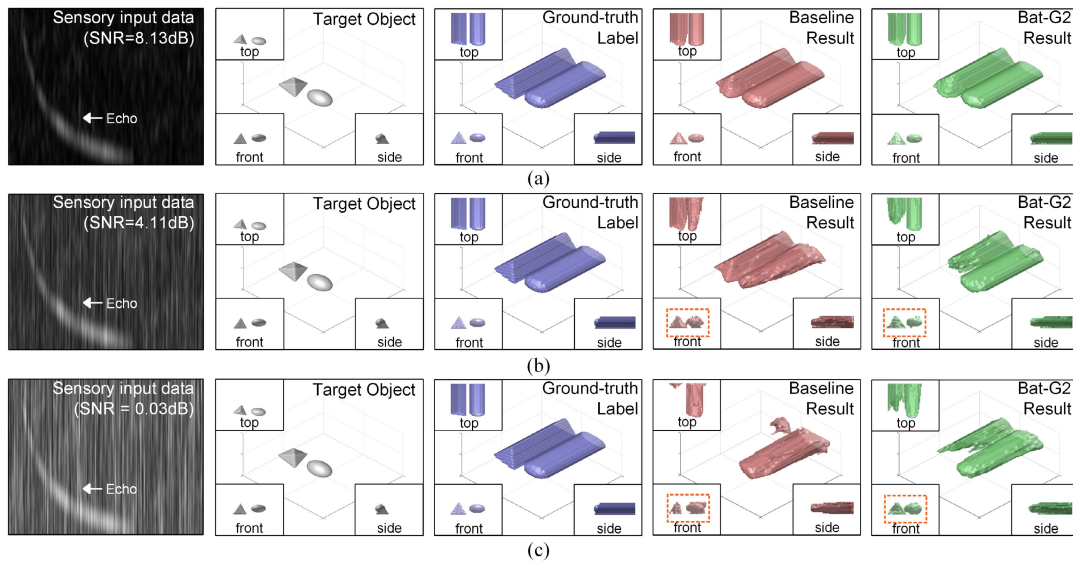 Sensory input data
(SNR=8.13dB)
Echo
Target Object
top
front
side
Ground-truth
Label
top
front
side
Baseline
Result
top
front
side
Bat-G2
Result
top
front
side
(a)
Sensory input data
(SNR=4.11dB)
Echo
Target Object
top
front
side
Ground-truth
Label
top
front
side
Baseline
Result
top
front
side
Bat-G2
Result
top
front
side
(b)
Sensory input data
(SNR = 0.03dB)
Echo
Target Object
top
front
side
Ground-truth
Label
top
front
side
Baseline
Result
top
front
side
Bat-G2
Result
top
front
side
(c)